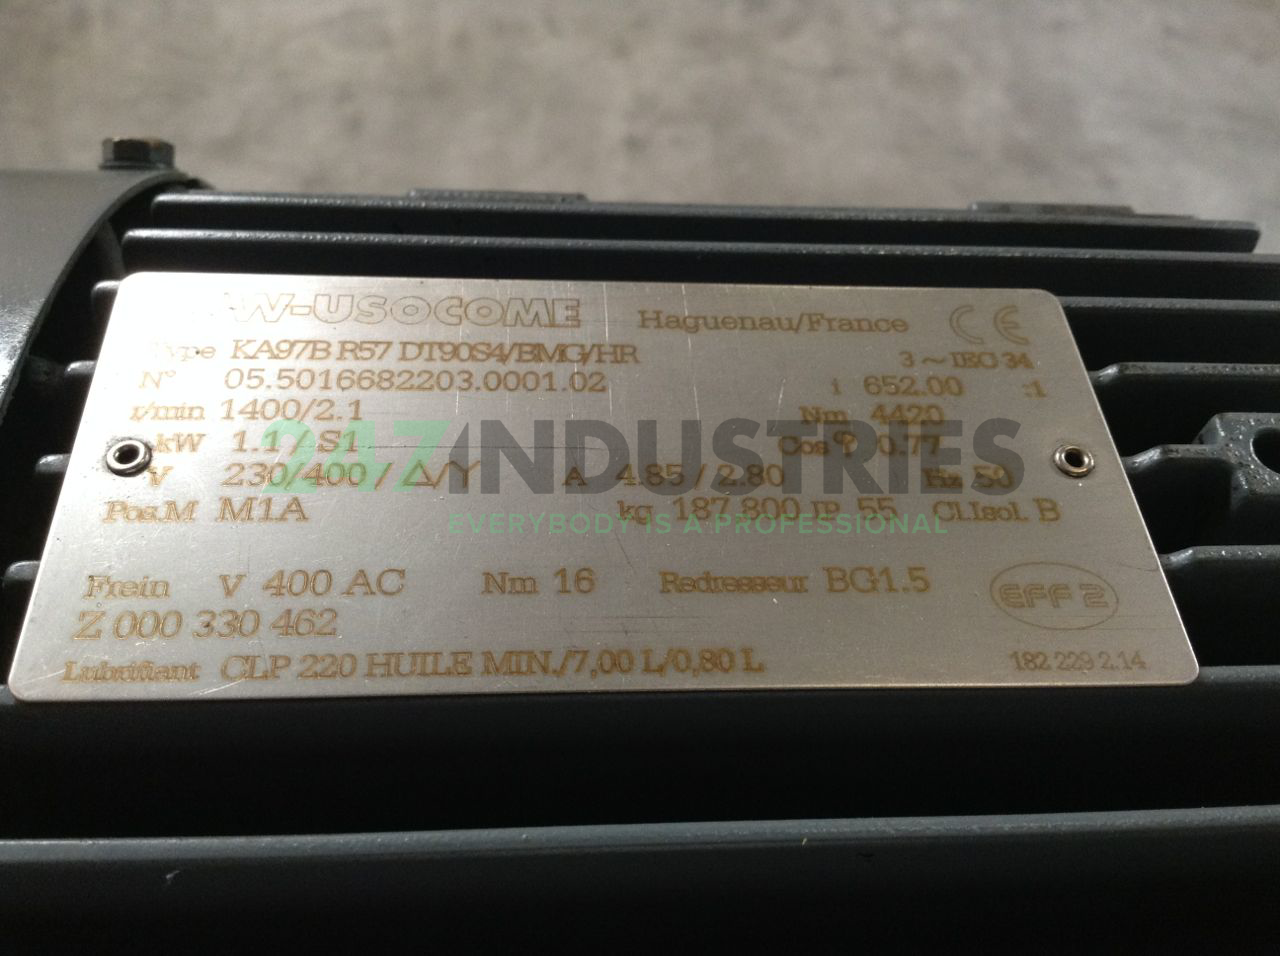 W-USOCOME Haguenau/France CE
Type KA97B R57 DT90S4/BMG/HR 3 ~ IEC 34
N° 05.5016682203.0001.02 i 652.00 :1
r/min 1400/2.1 Nm 4420
kW 1.1 / S1 Cos φ 0.77
V 230/400 / Δ/Y A 4.85 / 2.80 Hz 50
247INDUSTRIES
Pos.M M1A kg 187.800 IP 55 Cl.Isol. B
EVERYBODY IS A PROFESSIONAL
Frein V 400 AC Nm 16 Redresseur BG1.5 EFF 2
Z 000 330 462
Lubrifiant CLP 220 HUILE MIN./7,00 L/0,80 L 182 229 2.14